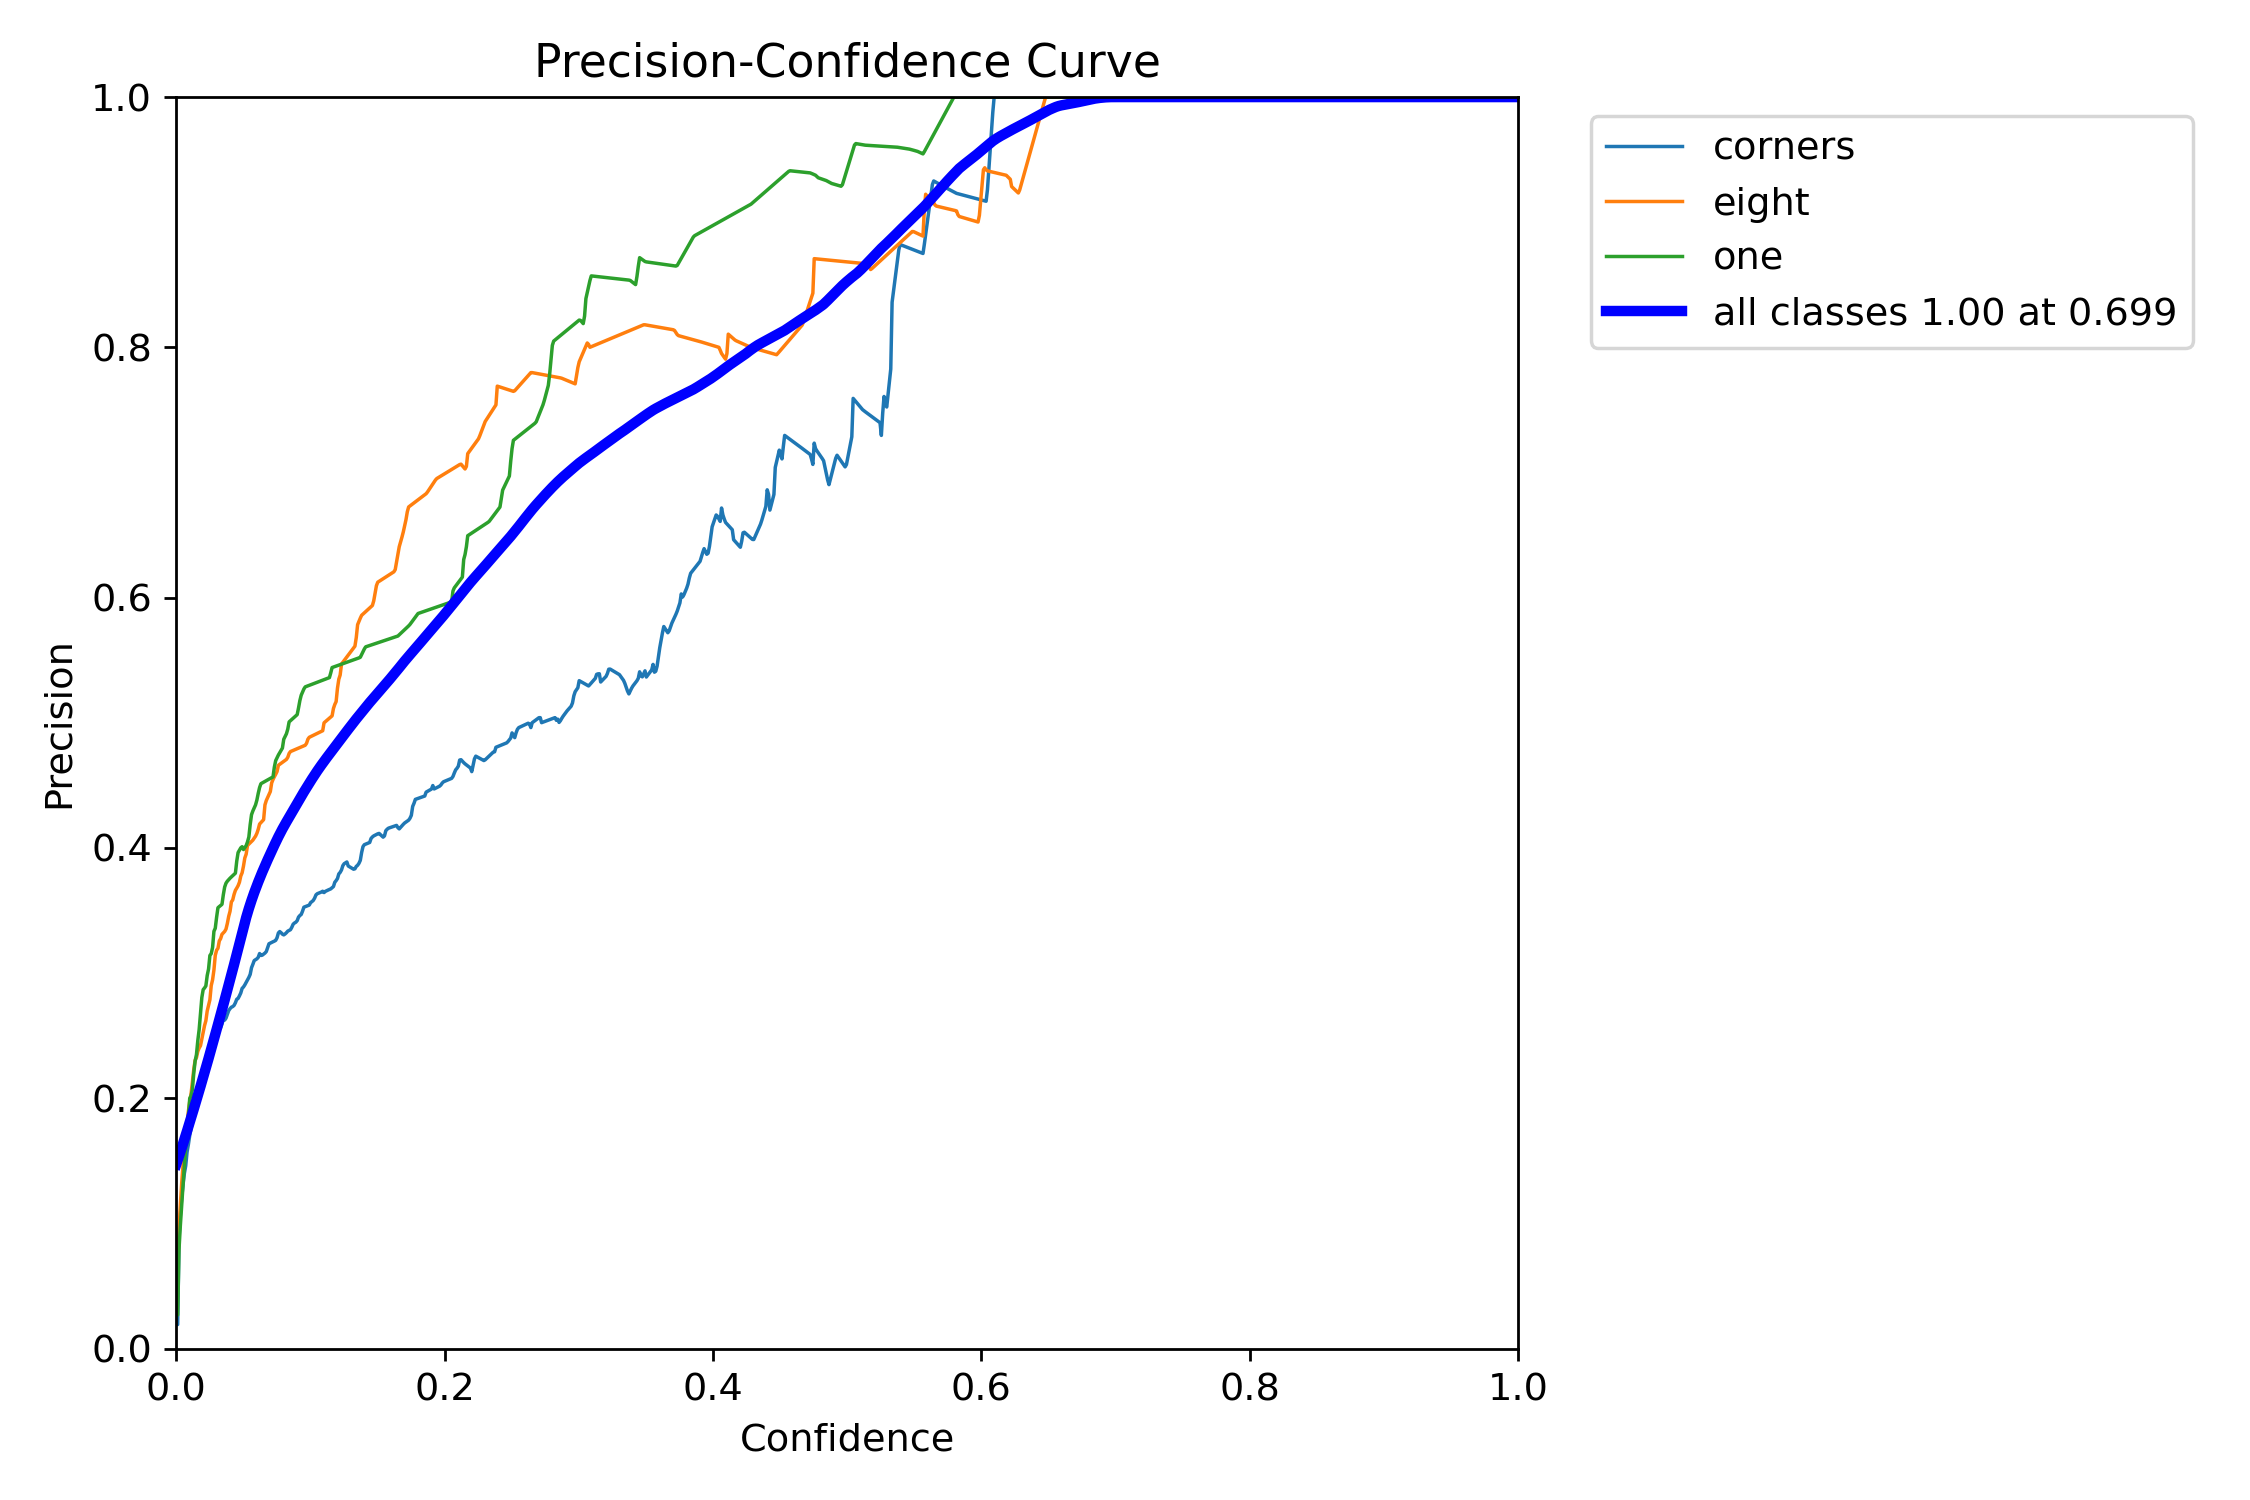 Precision-Confidence Curve
1.0
0.8
0.6
0.4
0.2
0.0
Precision
0.0 0.2 0.4 0.6 0.8 1.0
Confidence
corners
eight
one
all classes 1.00 at 0.699